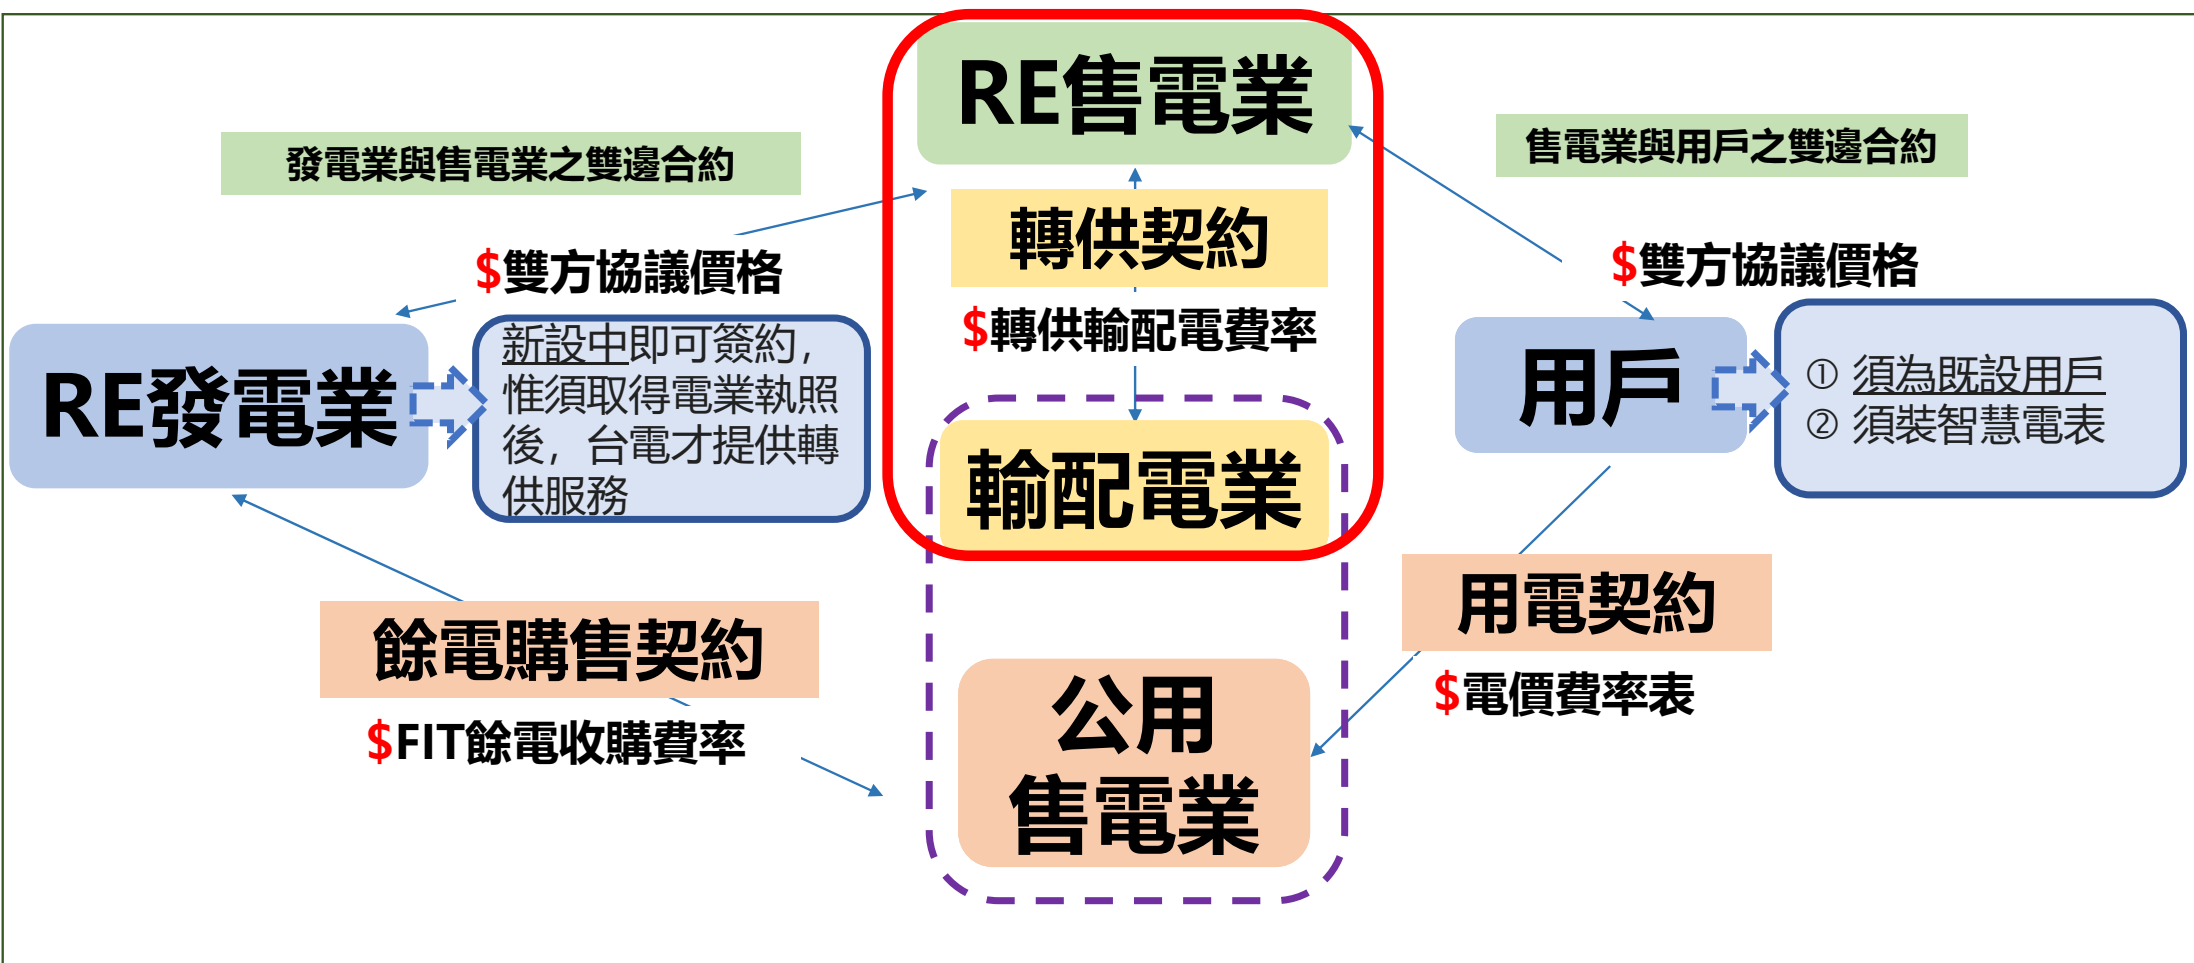 RE售電業
發電業與售電業之雙邊合約
售電業與用戶之雙邊合約
轉供契約
$雙方協議價格
$雙方協議價格
$轉供輸配電費率
RE發電業
新設中即可簽約，
惟須取得電業執照
後，台電才提供轉
供服務
用戶
① 須為既設用戶
② 須裝智慧電表
輸配電業
餘電購售契約
$FIT餘電收購費率
用電契約
$電價費率表
公用
售電業